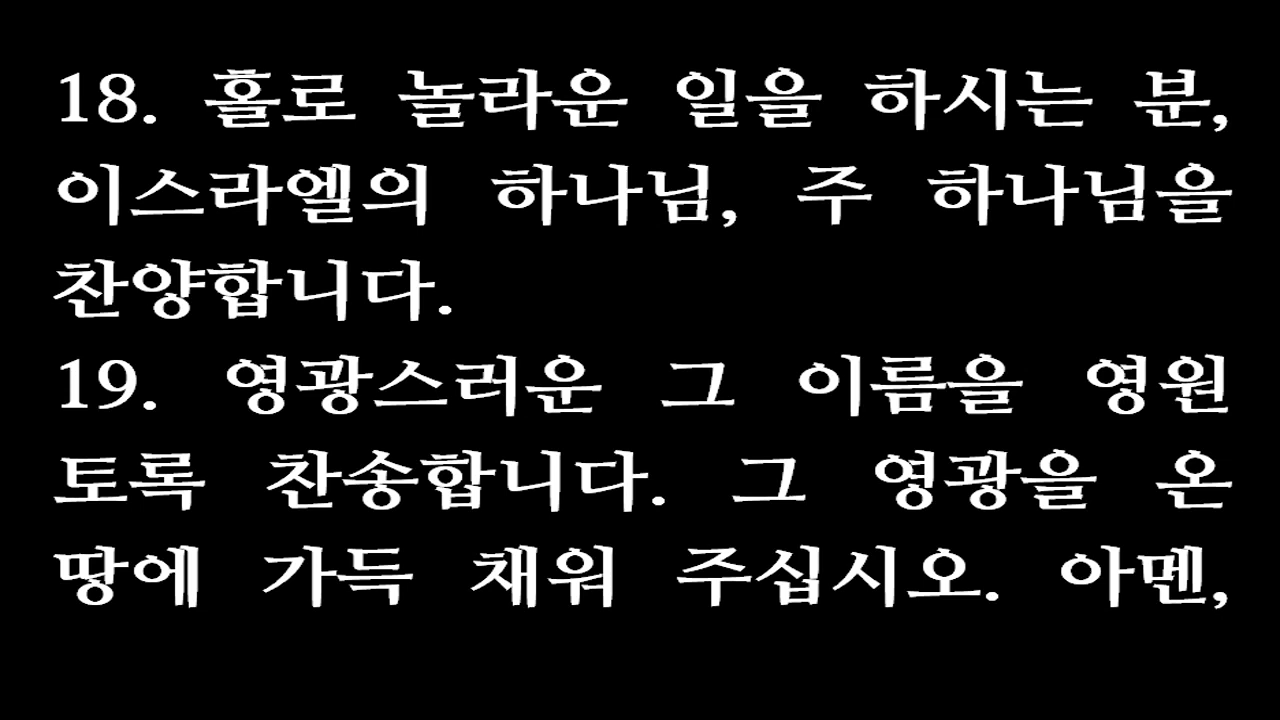 18. 홀로 놀라운 일을 하시는 분,
이스라엘의 하나님, 주 하나님을
찬양합니다.
19. 영광스러운 그 이름을 영원
토록 찬송합니다. 그 영광을 온
땅에 가득 채워 주십시오. 아멘,